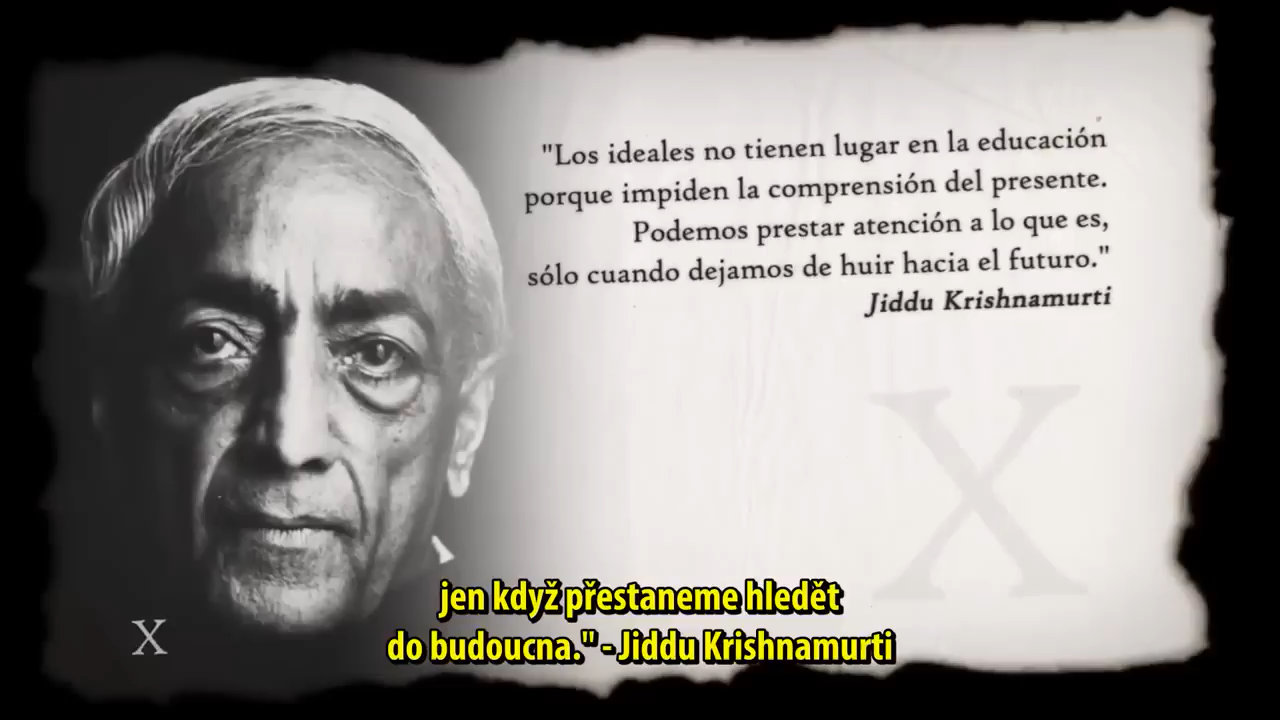 "Los ideales no tienen lugar en la educación
porque impiden la comprensión del presente.
Podemos prestar atención a lo que es,
sólo cuando dejamos de huir hacia el futuro."
Jiddu Krishnamurti
X
X
jen když přestaneme hledět
do budoucna." - Jiddu Krishnamurti